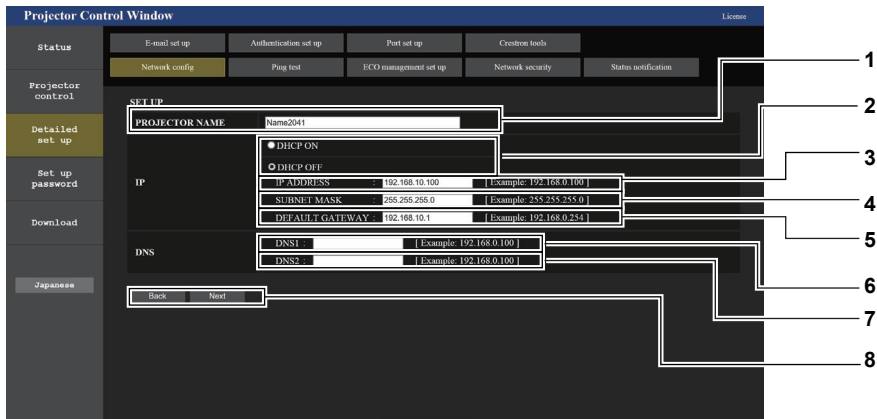 Projector Control Window
License
Status
Projector
control
Detailed
set up
Set up
password
Download
Japanese
E-mail set up
Authentication set up
Port set up
Crestron tools
Network config
Ping test
ECO management set up
Network security
Status notification
SET UP
PROJECTOR NAME Name2041
IP
DHCP ON
DHCP OFF
IP ADDRESS : 192.168.10.100 [ Example: 192.168.0.100 ]
SUBNET MASK : 255.255.255.0 [ Example: 255.255.255.0 ]
DEFAULT GATEWAY : 192.168.10.1 [ Example: 192.168.0.254 ]
DNS
DNS1 : [ Example: 192.168.0.100 ]
DNS2 : [ Example: 192.168.0.100 ]
Back Next
1
2
3
4
5
6
7
8